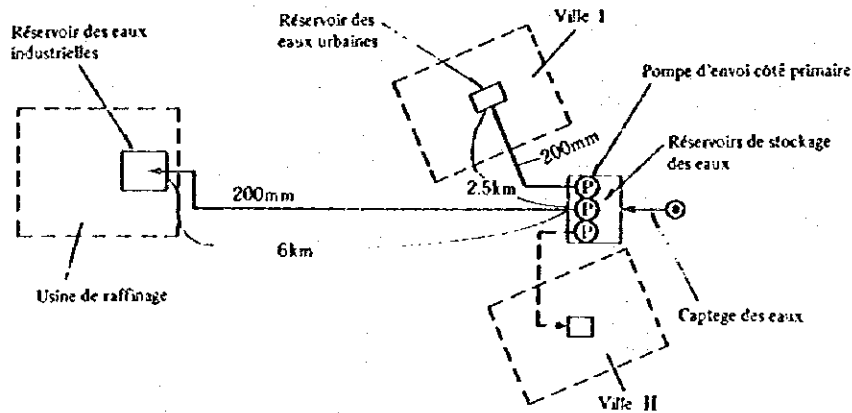 Réservoir des eaux
industrielles
Réservoir des
eaux urbaines
Ville I
Pompe d'envoi côté primaire
Réservoirs de stockage
des eaux
200mm
2.5km
P
P
P
200mm
6km
Usine de raffinage
Captege des eaux
Ville II